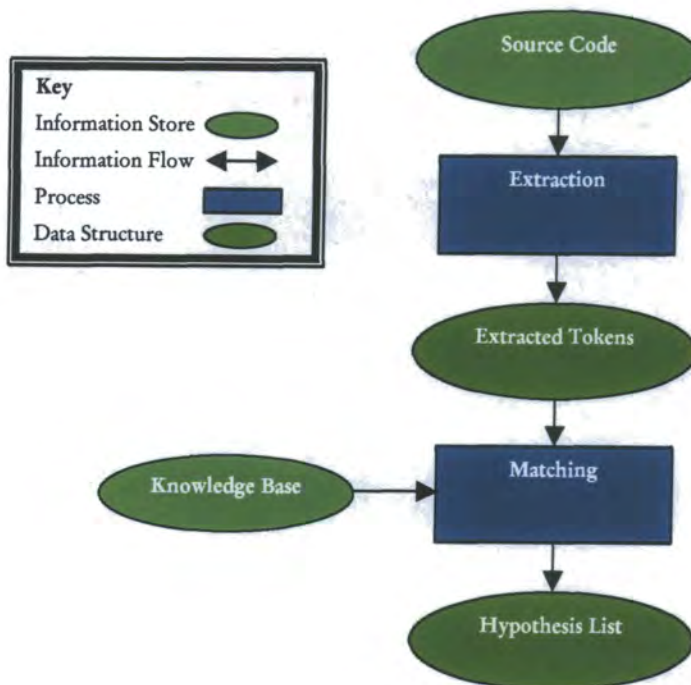 Key
Information Store
Information Flow
Process
Data Structure
Source Code
Extraction
Extracted Tokens
Matching
Knowledge Base
Hypothesis List